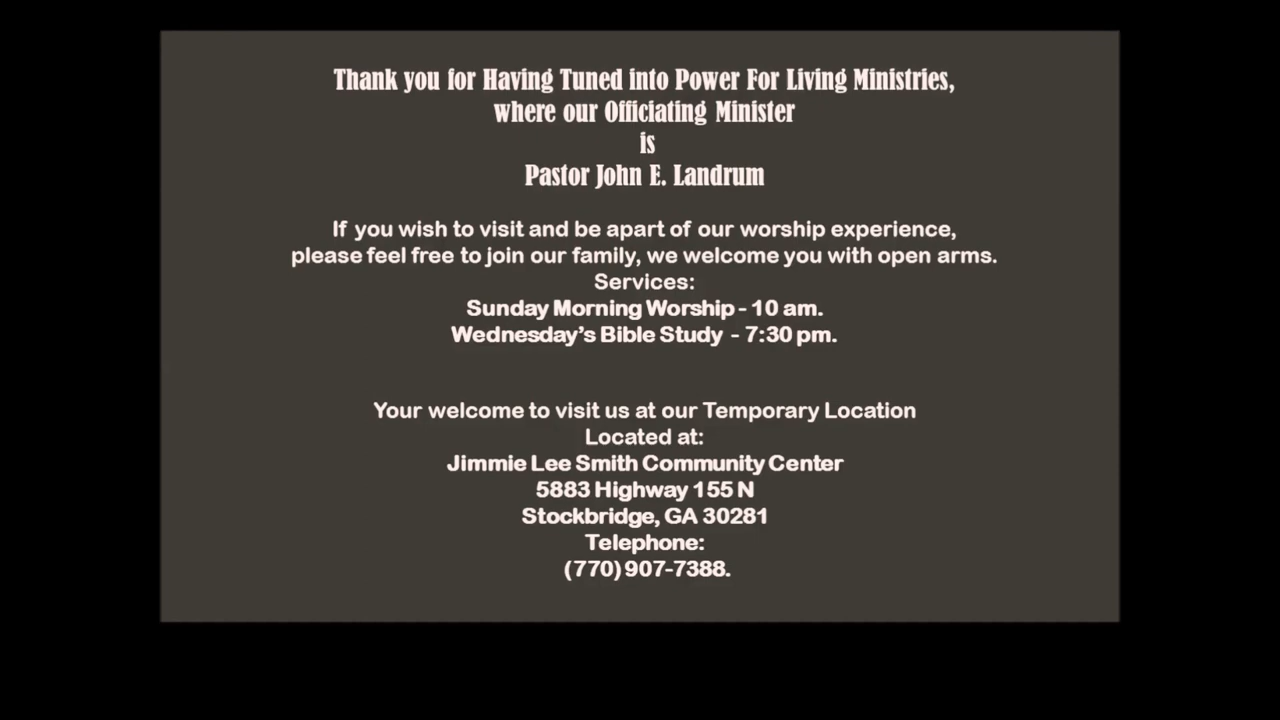 Thank you for Having Tuned into Power For Living Ministries,
where our Officiating Minister
is
Pastor John E. Landrum
If you wish to visit and be apart of our worship experience,
please feel free to join our family, we welcome you with open arms.
Services:
Sunday Morning Worship - 10 am.
Wednesday's Bible Study - 7:30 pm.
Your welcome to visit us at our Temporary Location
Located at:
Jimmie Lee Smith Community Center
5883 Highway 155 N
Stockbridge, GA 30281
Telephone:
(770) 907-7388.